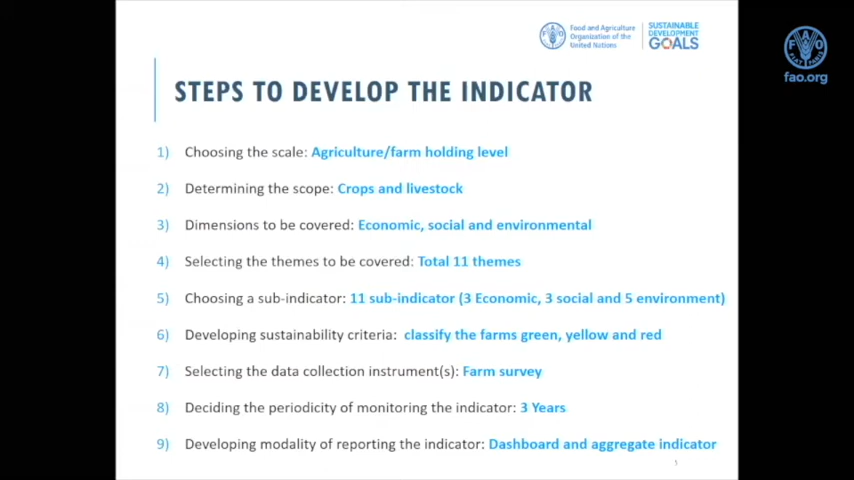 Food and Agriculture
Organization of the
United Nations
SUSTAINABLE
DEVELOPMENT
GOALS
fao.org
STEPS TO DEVELOP THE INDICATOR
1) Choosing the scale: Agriculture/farm holding level
2) Determining the scope: Crops and livestock
3) Dimensions to be covered: Economic, social and environmental
4) Selecting the themes to be covered: Total 11 themes
5) Choosing a sub-indicator: 11 sub-indicator (3 Economic, 3 social and 5 environment)
6) Developing sustainability criteria: classify the farms green, yellow and red
7) Selecting the data collection instrument(s): Farm survey
8) Deciding the periodicity of monitoring the indicator: 3 Years
9) Developing modality of reporting the indicator: Dashboard and aggregate indicator